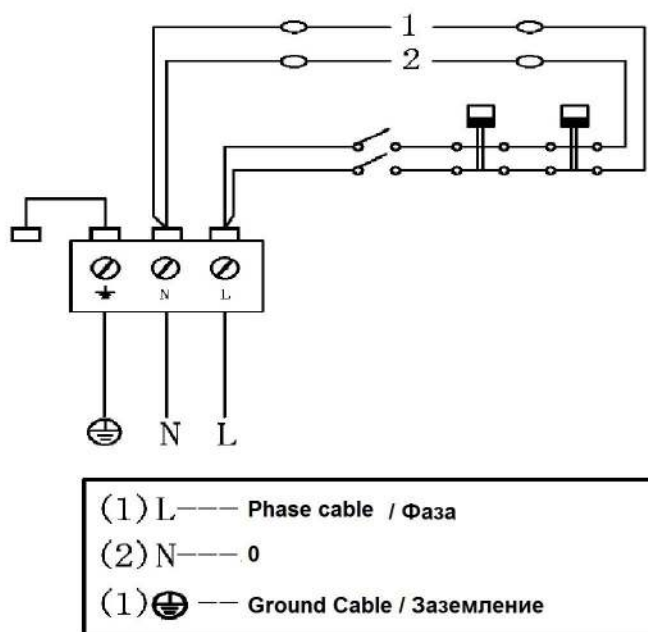 1
2
N L
N L
(1) L--- Phase cable / Фаза
(2) N--- 0
(1) -- Ground Cable / Заземление